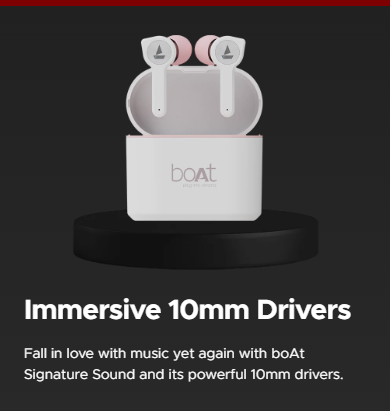 boAt
Immersive 10mm Drivers
Fall in love with music yet again with boAt
Signature Sound and its powerful 10mm drivers.